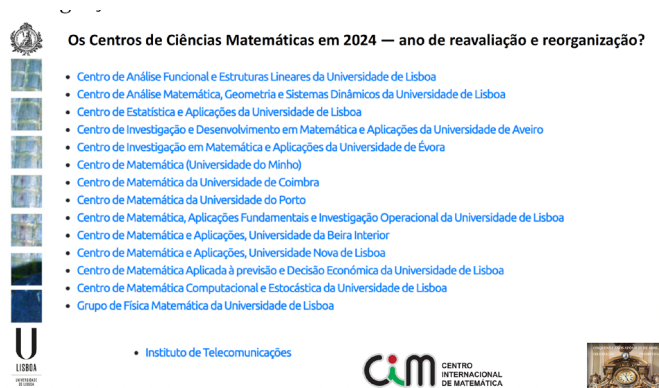 Os Centros de Ciências Matemáticas em 2024 — ano de reavaliação e reorganização?
Centro de Análise Funcional e Estruturas Lineares da Universidade de Lisboa
Centro de Análise Matemática, Geometria e Sistemas Dinâmicos da Universidade de Lisboa
Centro de Estatística e Aplicações da Universidade de Lisboa
Centro de Investigação e Desenvolvimento em Matemática e Aplicações da Universidade de Aveiro
Centro de Investigação em Matemática e Aplicações da Universidade de Évora
Centro de Matemática (Universidade do Minho)
Centro de Matemática da Universidade de Coimbra
Centro de Matemática da Universidade do Porto
Centro de Matemática, Aplicações Fundamentais e Investigação Operacional da Universidade de Lisboa
Centro de Matemática e Aplicações, Universidade da Beira Interior
Centro de Matemática e Aplicações, Universidade Nova de Lisboa
Centro de Matemática Aplicada à previsão e Decisão Económica da Universidade de Lisboa
Centro de Matemática Computacional e Estocástica da Universidade de Lisboa
Grupo de Física Matemática da Universidade de Lisboa
Instituto de Telecomunicações
U
LISBOA
UNIVERSIDADE
DE LISBOA
CIM
CENTRO
INTERNACIONAL
DE MATEMÁTICA